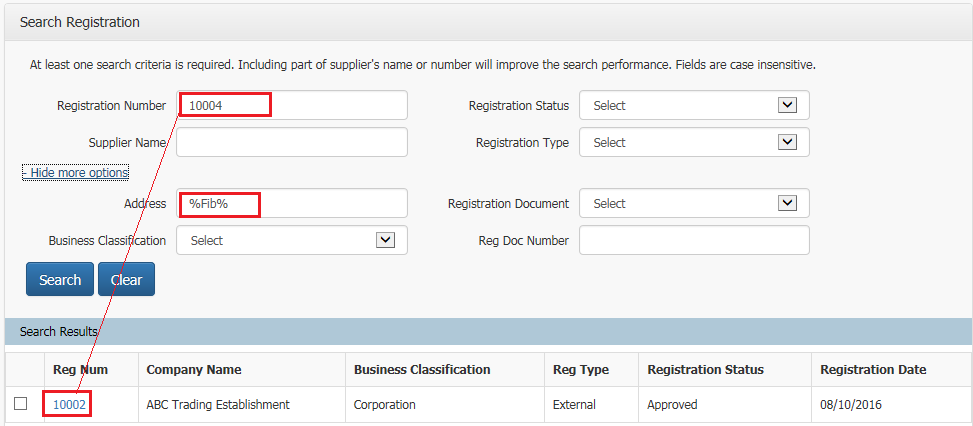 Search Registration
At least one search criteria is required. Including part of supplier's name or number will improve the search performance. Fields are case insensitive.
Registration Number 10004 Registration Status Select
Supplier Name Registration Type Select
- Hide more options
Address %Fib% Registration Document Select
Business Classification Select Reg Doc Number
Search Clear
Search Results
Reg Num Company Name Business Classification Reg Type Registration Status Registration Date
10002 ABC Trading Establishment Corporation External Approved 08/10/2016